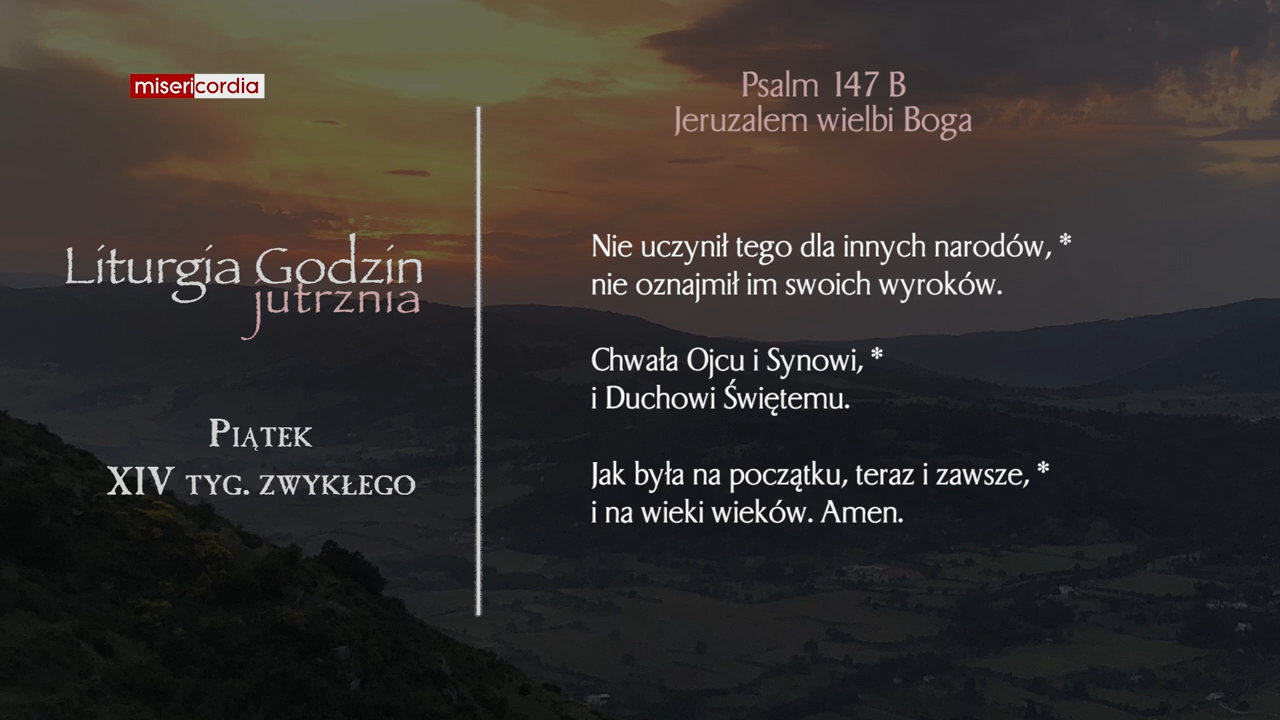 misericordia
Psalm 147 B
Jeruzalem wielbi Boga
Liturgia Godzin
jutrznia
Piątek
XIV tyg. zwykłego
Nie uczynił tego dla innych narodów, *
nie oznajmił im swoich wyroków.
Chwała Ojcu i Synowi, *
i Duchowi Świętemu.
Jak była na początku, teraz i zawsze, *
i na wieki wieków. Amen.